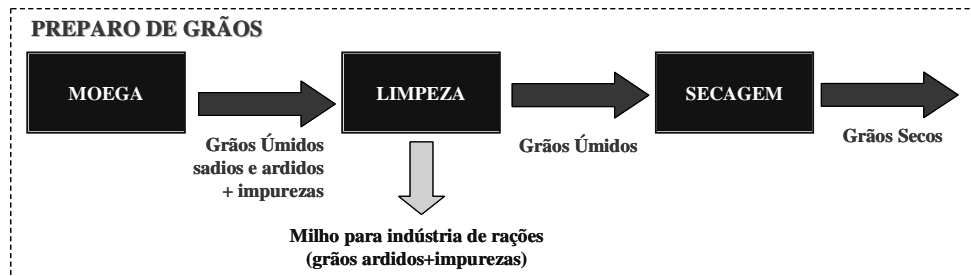 PREPARO DE GRÃOS
MOEGA
LIMPEZA
SECAGEM
Grãos Úmidos
sadios e ardidos
+ impurezas
Grãos Úmidos
Grãos Secos
Milho para indústria de rações
(grãos ardidos+impurezas)